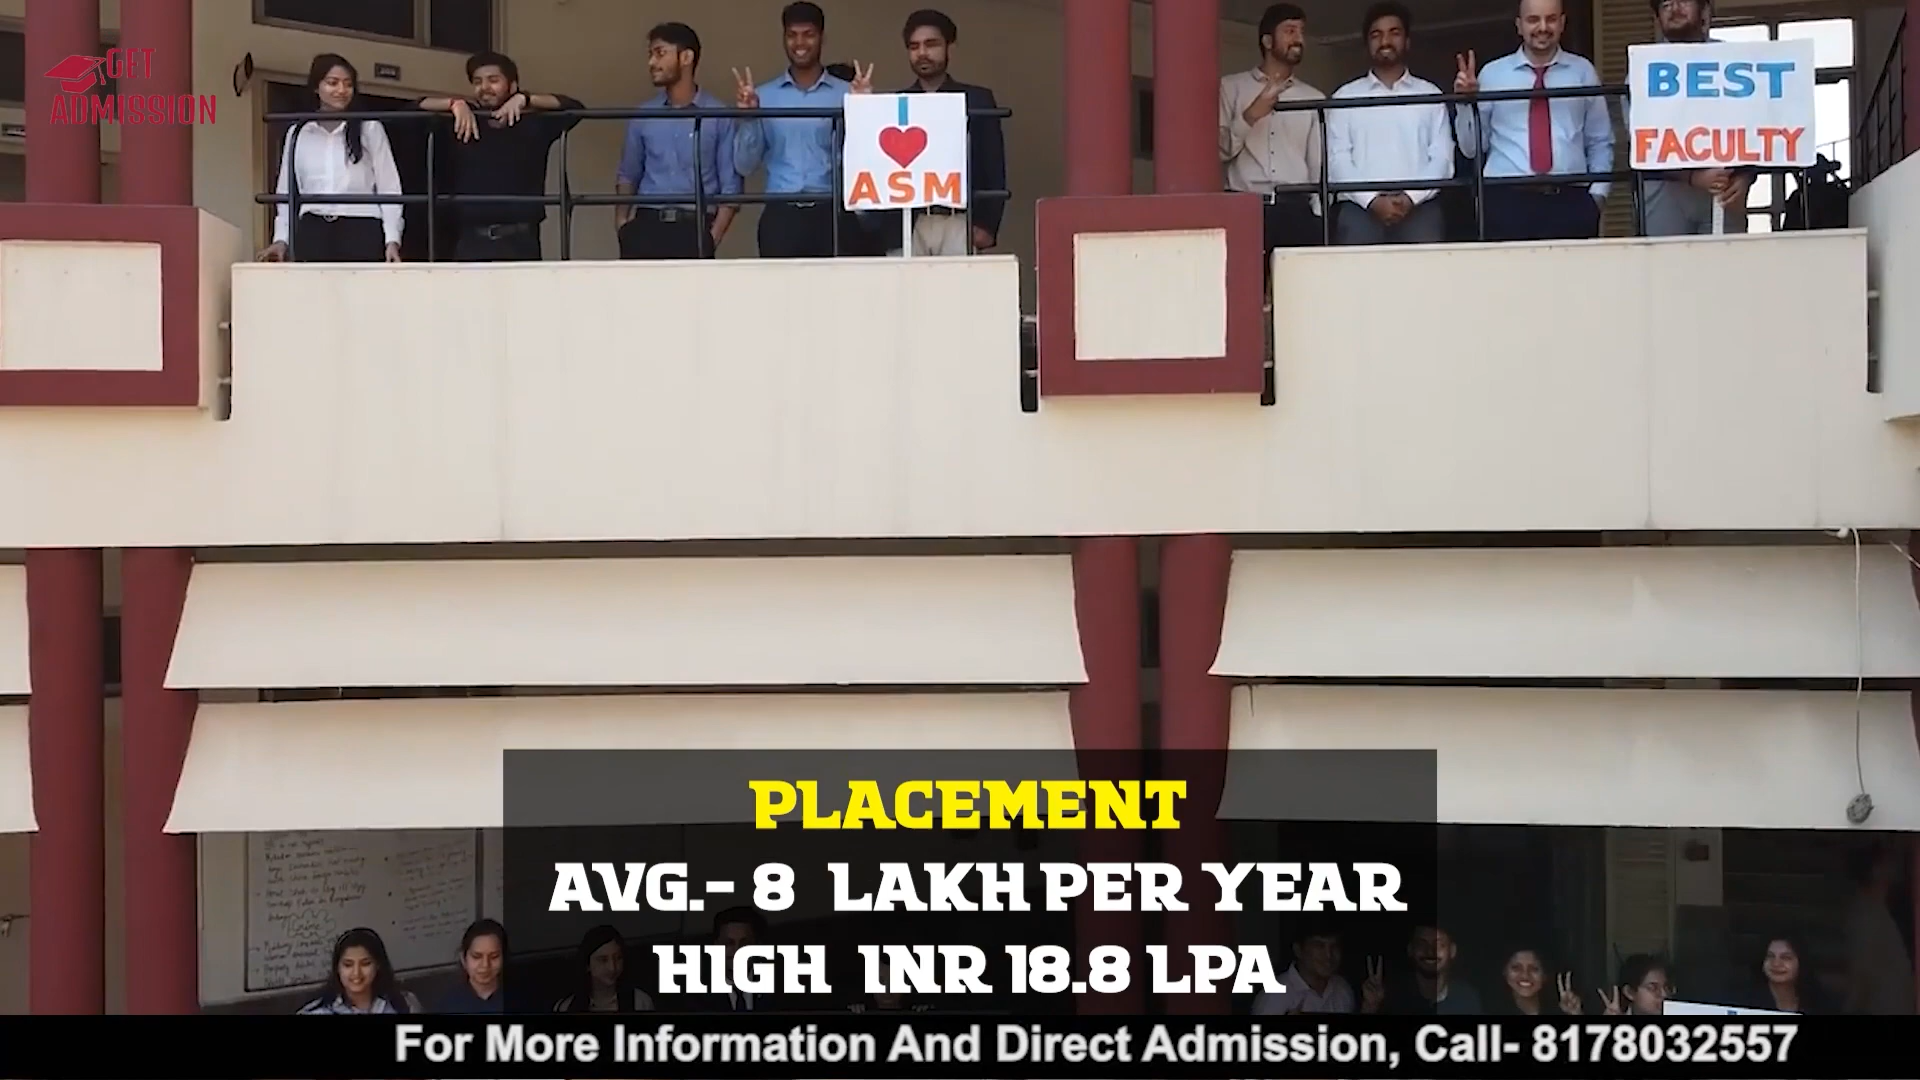 GET
ADMISSION
I
ASM
BEST
FACULTY
PLACEMENT
AVG.- 8 LAKH PER YEAR
HIGH INR 18.8 LPA
For More Information And Direct Admission, Call- 8178032557